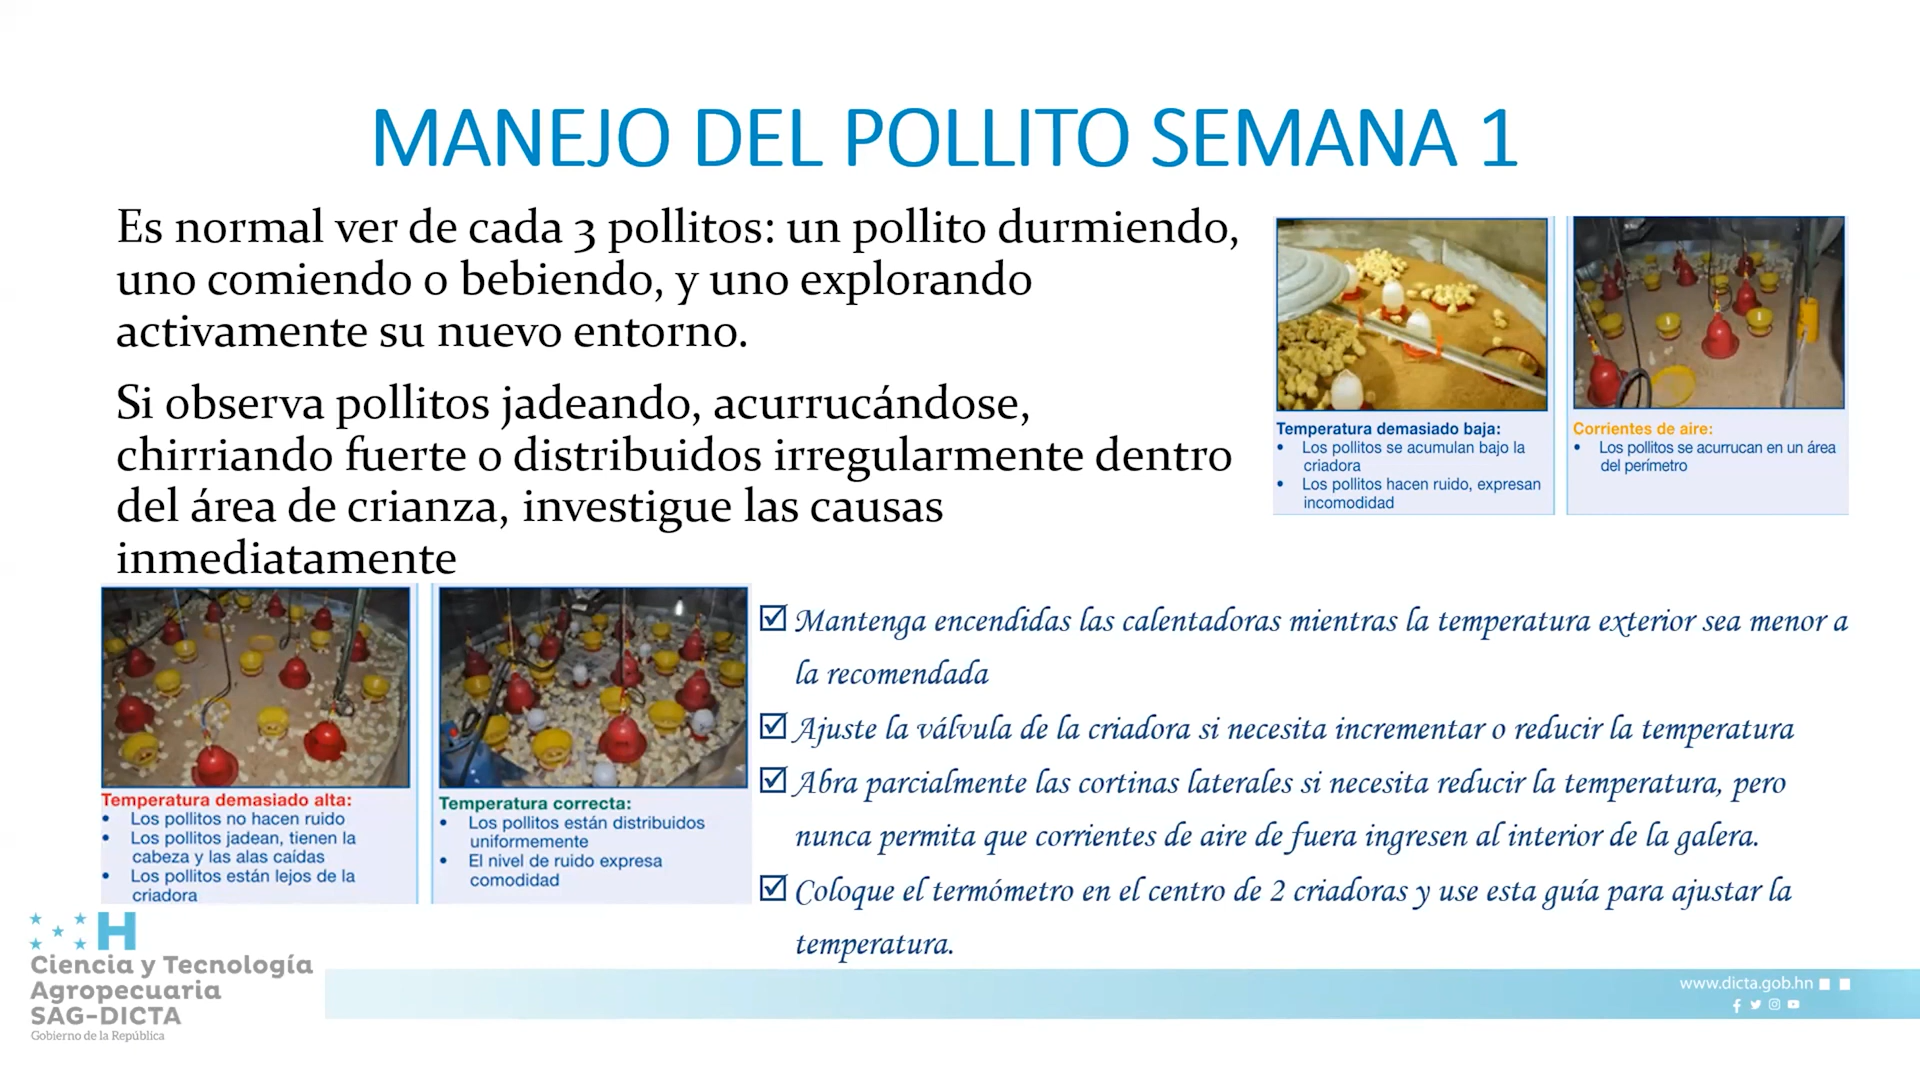 MANEJO DEL POLLITO SEMANA 1
Es normal ver de cada 3 pollitos: un pollito durmiendo,
uno comiendo o bebiendo, y uno explorando
activamente su nuevo entorno.
Si observa pollitos jadeando, acurrucándose,
chirriando fuerte o distribuidos irregularmente dentro
del área de crianza, investigue las causas
inmediatamente
Temperatura demasiado baja:
• Los pollitos se acumulan bajo la
criadora
• Los pollitos hacen ruido, expresan
incomodidad
Corrientes de aire:
• Los pollitos se acurrucan en un área
del perímetro
Temperatura demasiado alta:
• Los pollitos no hacen ruido
• Los pollitos jadean, tienen la
cabeza y las alas caídas
• Los pollitos están lejos de la
criadora
Temperatura correcta:
• Los pollitos están distribuidos
uniformemente
• El nivel de ruido expresa
comodidad
☑ Mantenga encendidas las calentadoras mientras la temperatura exterior sea menor a
la recomendada
☑ Ajuste la válvula de la criadora si necesita incrementar o reducir la temperatura
☑ Abra parcialmente las cortinas laterales si necesita reducir la temperatura, pero
nunca permita que corrientes de aire de fuera ingresen al interior de la galera.
☑ Coloque el termómetro en el centro de 2 criadoras y use esta guía para ajustar la
temperatura.
H
Ciencia y Tecnología
Agropecuaria
SAG-DICTA
Gobierno de la República
www.dicta.gob.hn